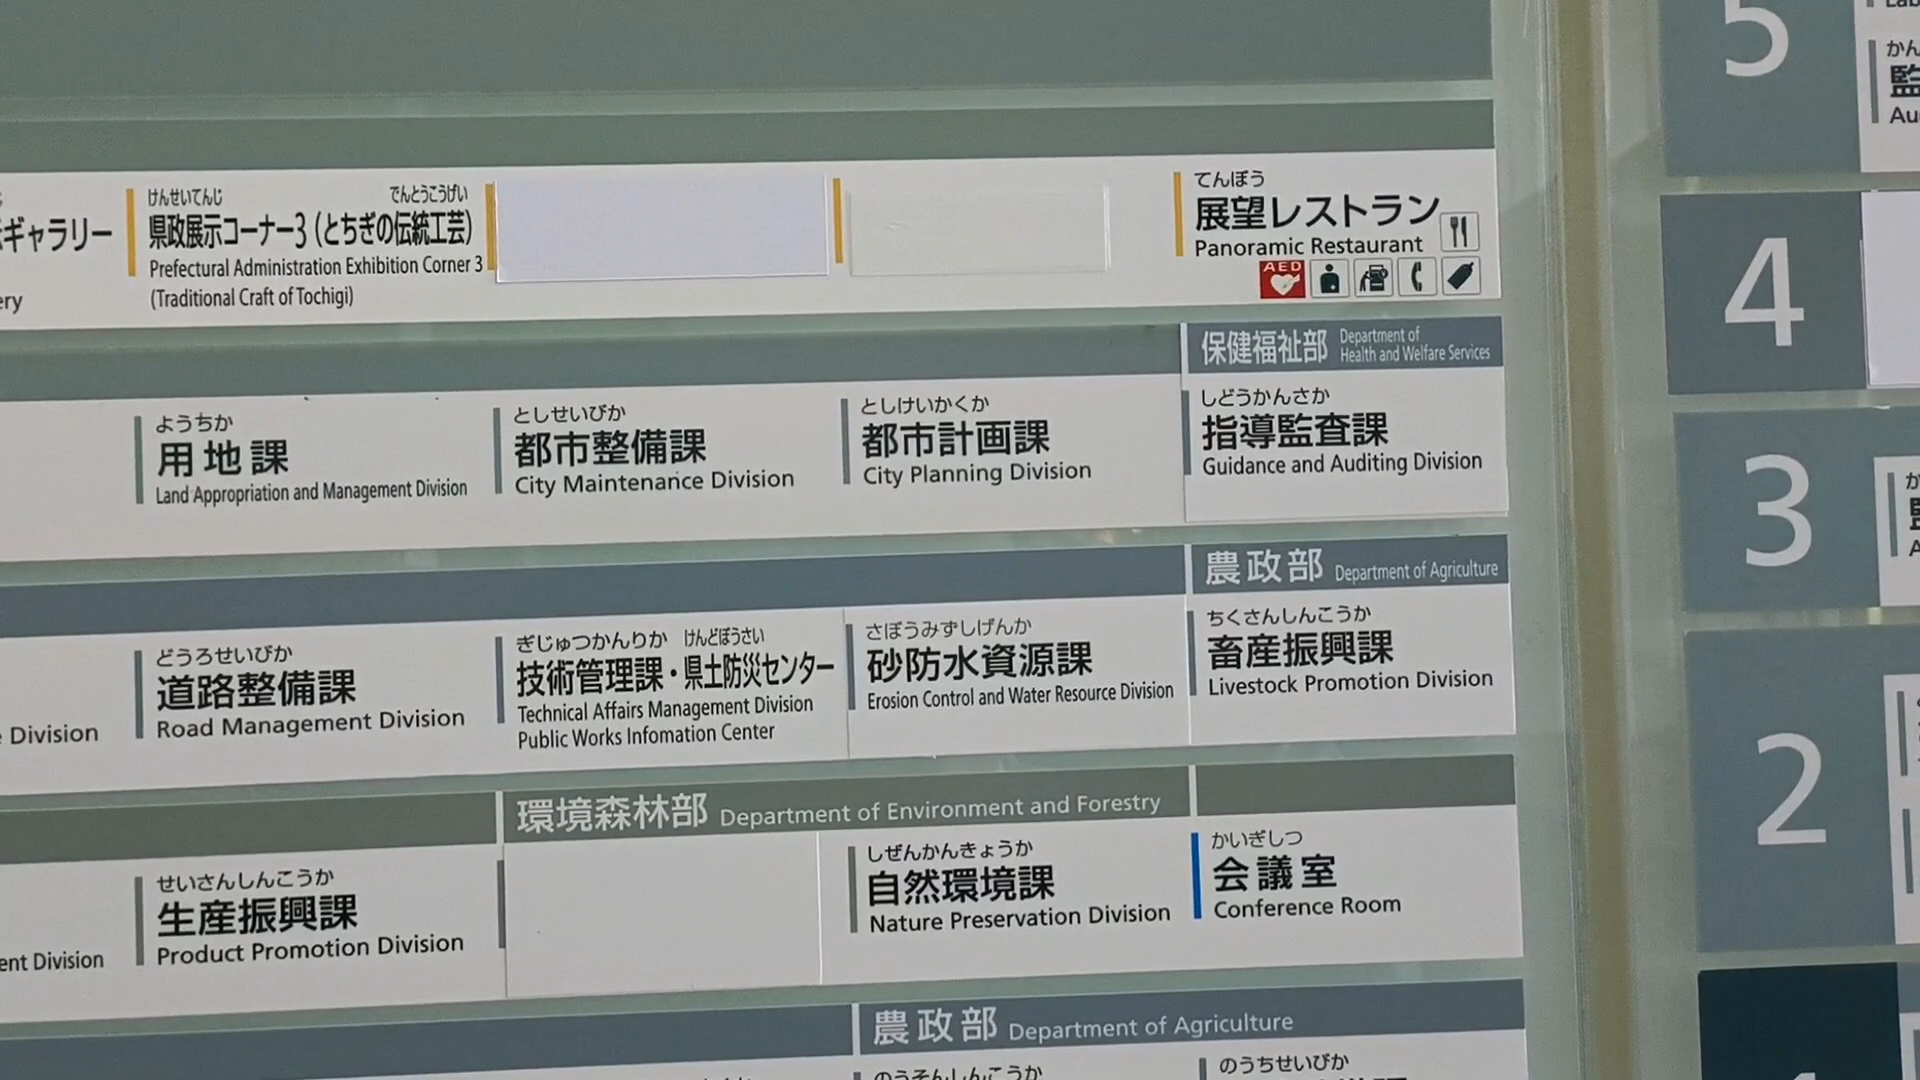 ギャラリー
ery
けんせいてんじ でんとうこうげい
県政展示コーナー3 (とちぎの伝統工芸)
Prefectural Administration Exhibition Corner 3
(Traditional Craft of Tochigi)
てんぼう
展望レストラン
Panoramic Restaurant
AED
保健福祉部 Department of
Health and Welfare Services
ようちか
用地課
Land Appropriation and Management Division
としせいびか
都市整備課
City Maintenance Division
としけいかくか
都市計画課
City Planning Division
しどうかんさか
指導監査課
Guidance and Auditing Division
農政部 Department of Agriculture
Division
どうろせいびか
道路整備課
Road Management Division
ぎじゅつかんりか けんどぼうさい
技術管理課・県土防災センター
Technical Affairs Management Division
Public Works Infomation Center
さぼうみずしげんか
砂防水資源課
Erosion Control and Water Resource Division
ちくさんしんこうか
畜産振興課
Livestock Promotion Division
環境森林部 Department of Environment and Forestry
ent Division
せいさんしんこうか
生産振興課
Product Promotion Division
しぜんかんきょうか
自然環境課
Nature Preservation Division
かいぎしつ
会議室
Conference Room
農政部 Department of Agriculture
のうそんしんこうか
のうちせいびか
5
かん
監
Au
4
3
か
A
2